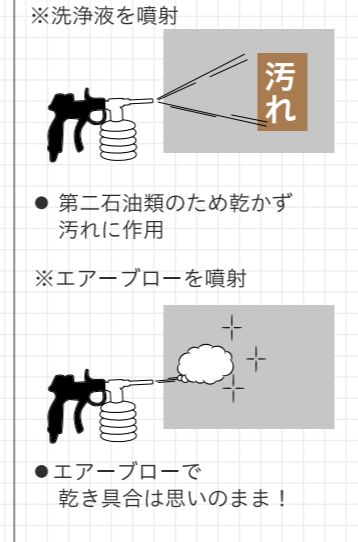 ※洗浄液を噴射
汚れ
● 第二石油類のため乾かず
汚れに作用
※エアーブローを噴射
●エアーブローで
乾き具合は思いのまま！